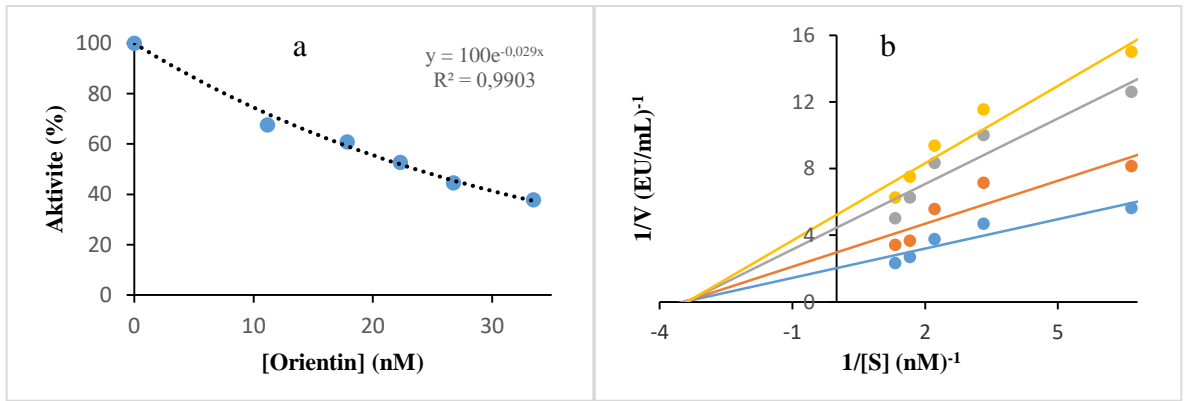 a
y = 100e^-0,029x
R² = 0,9903
100
80
60
40
20
0
0
10
20
30
Aktivite (%)
[Orientin] (nM)
b
16
12
8
4
0
-4
-1
2
5
1/V (EU/mL)^-1
1/[S] (nM)^-1